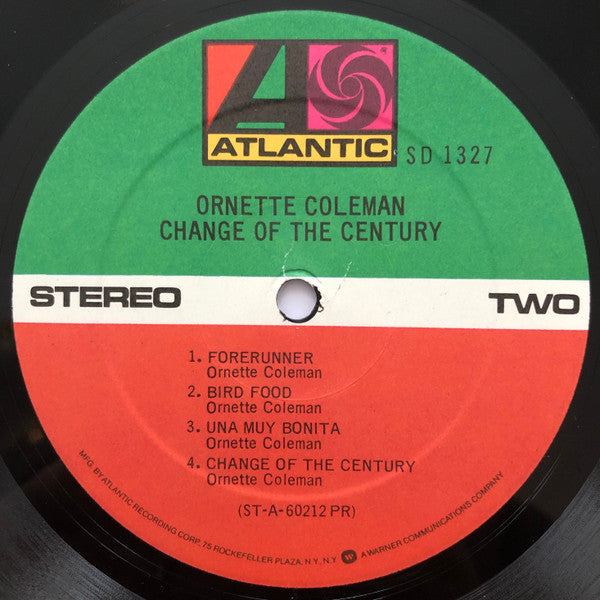 ATLANTIC
SD 1327
ORNETTE COLEMAN
CHANGE OF THE CENTURY
STEREO
TWO
1. FORERUNNER
Ornette Coleman
2. BIRD FOOD
Ornette Coleman
3. UNA MUY BONITA
Ornette Coleman
4. CHANGE OF THE CENTURY
Ornette Coleman
(ST-A-60212 PR)
MFG. BY ATLANTIC RECORDING CORP. 75 ROCKEFELLER PLAZA, N.Y. N.Y. A WARNER COMMUNICATIONS COMPANY